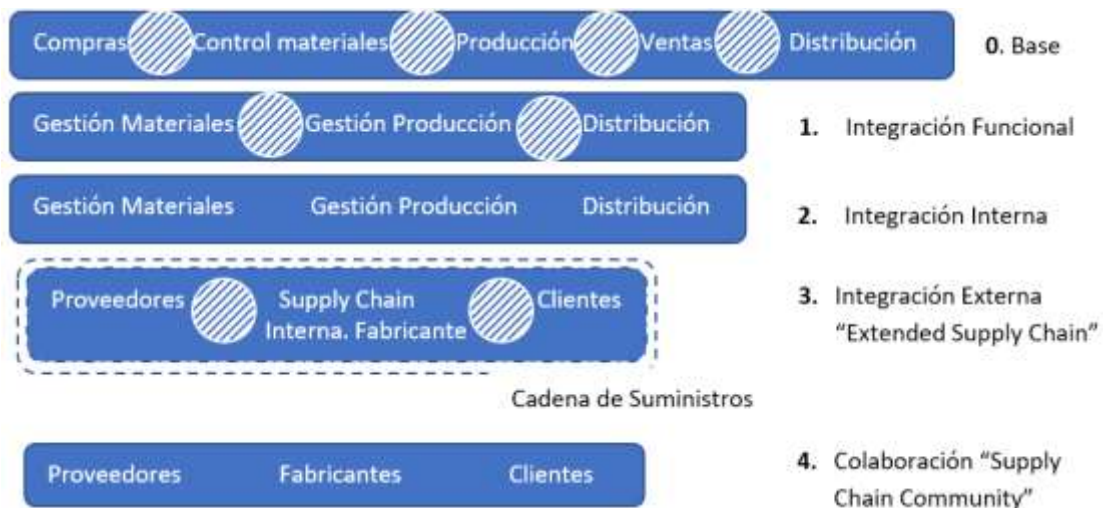 Compras Control materiales Producción Ventas Distribución 0. Base
Gestión Materiales Gestión Producción Distribución 1. Integración Funcional
Gestión Materiales Gestión Producción Distribución 2. Integración Interna
Proveedores Supply Chain Clientes 3. Integración Externa
Interna. Fabricante “Extended Supply Chain”
Cadena de Suministros
Proveedores Fabricantes Clientes 4. Colaboración “Supply
Chain Community”